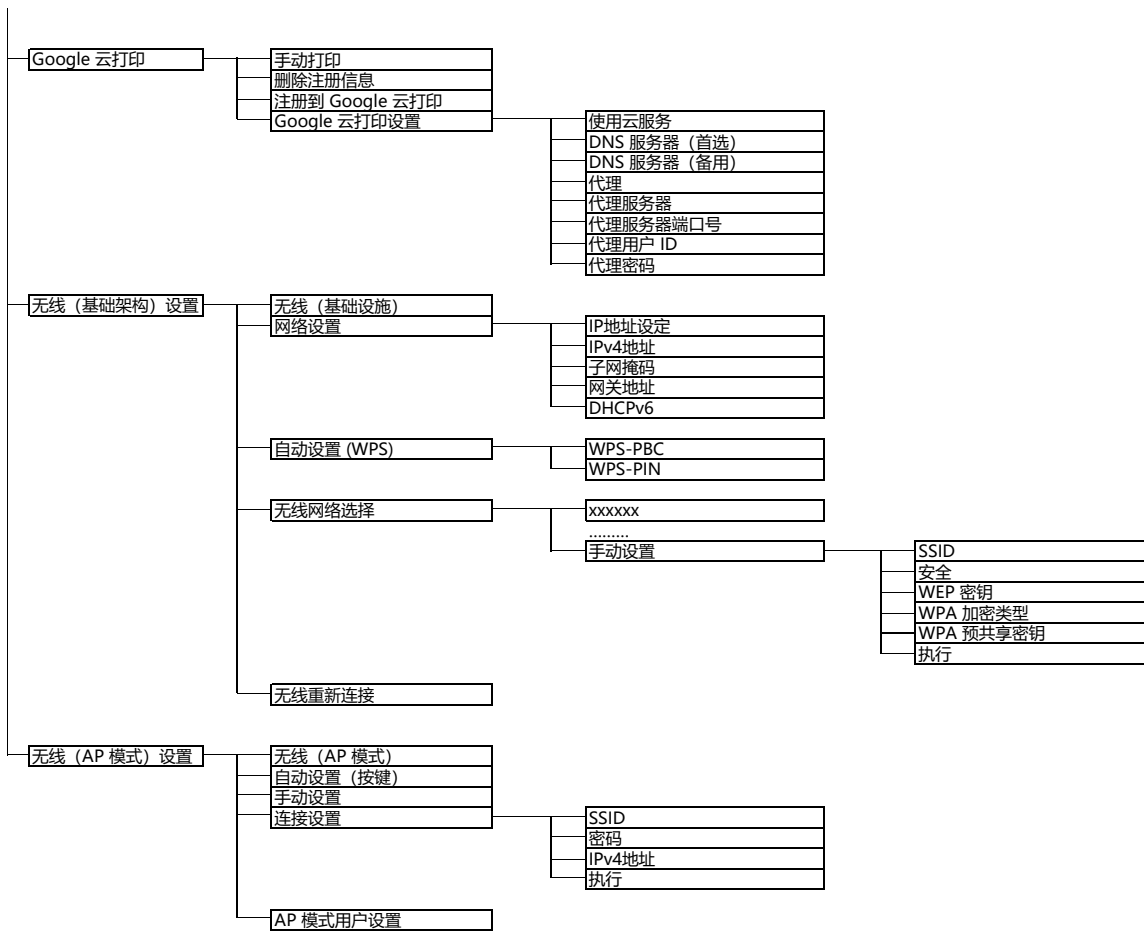 Google 云打印
手动打印
删除注册信息
注册到 Google 云打印
Google 云打印设置
使用云服务
DNS 服务器（首选）
DNS 服务器（备用）
代理
代理服务器
代理服务器端口号
代理用户 ID
代理密码
无线（基础架构）设置
无线（基础设施）
网络设置
IP地址设定
IPv4地址
子网掩码
网关地址
DHCPv6
自动设置 (WPS)
WPS-PBC
WPS-PIN
无线网络选择
xxxxxx
.........
手动设置
SSID
安全
WEP 密钥
WPA 加密类型
WPA 预共享密钥
执行
无线重新连接
无线（AP 模式）设置
无线（AP 模式）
自动设置（按键）
手动设置
连接设置
SSID
密码
IPv4地址
执行
AP 模式用户设置